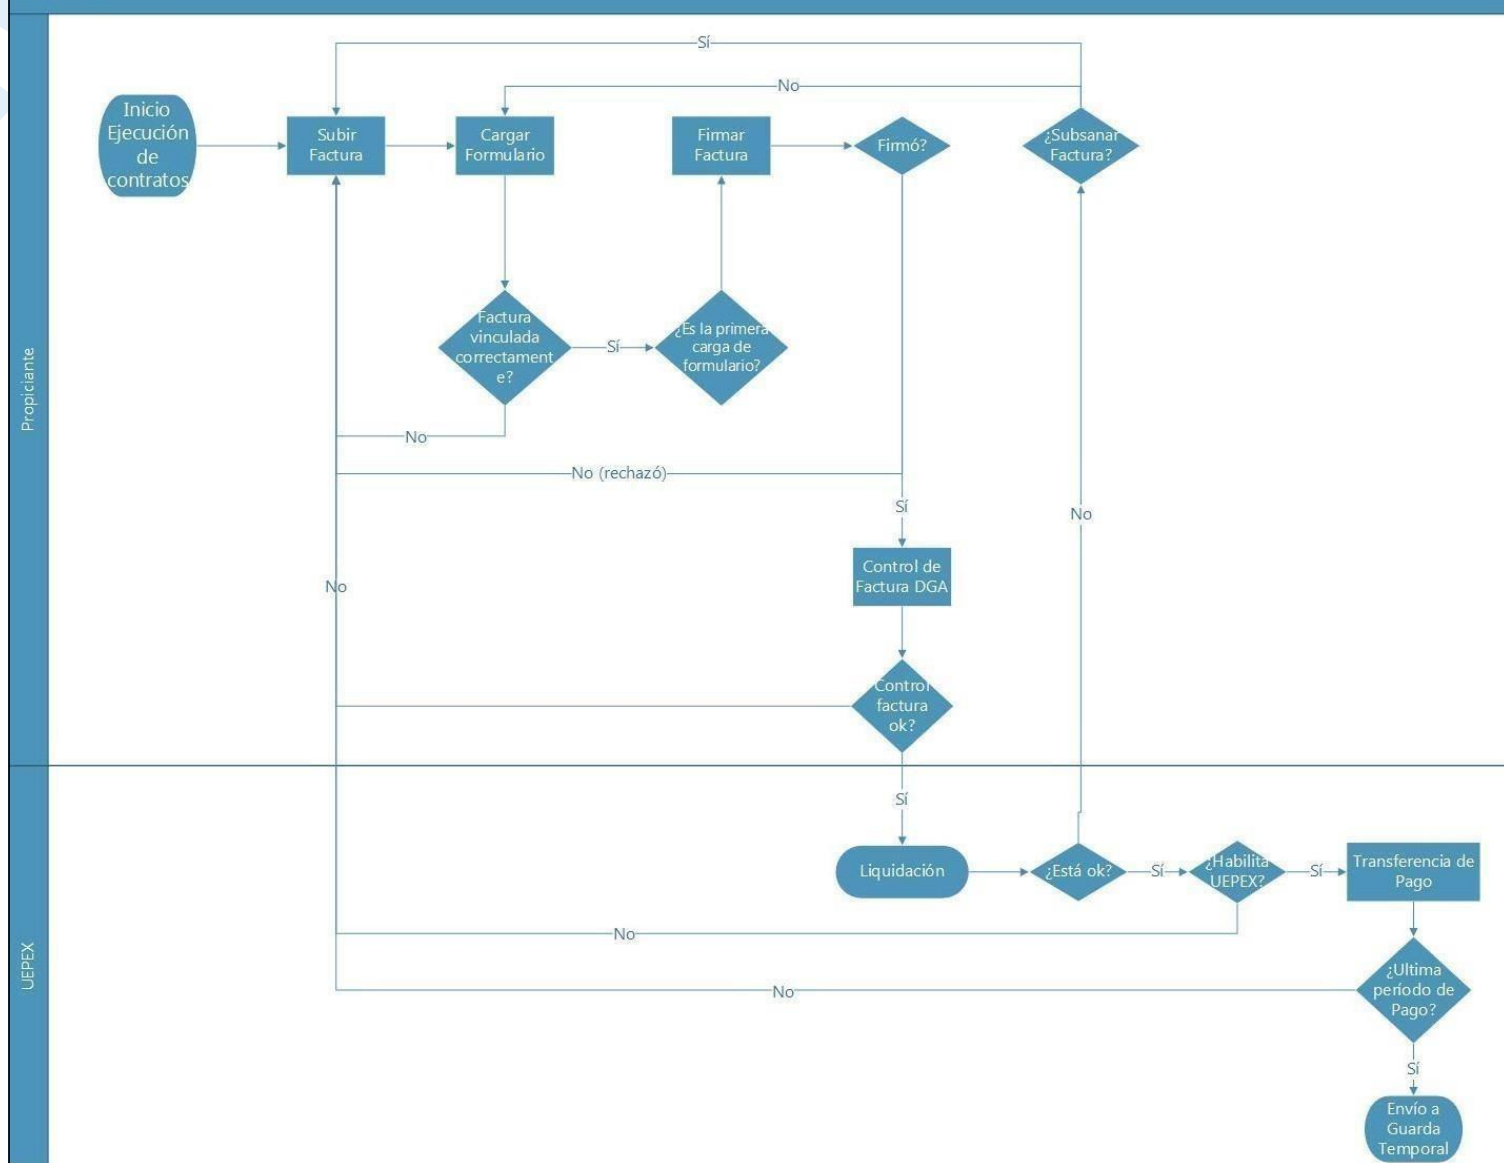 Sí
No
Inicio
Ejecución
de
contratos
Subir
Factura
Cargar
Formulario
Firmar
Factura
Firmó?
¿Subsanar
Factura?
Factura
vinculada
correctament
e?
Sí
¿Es la primera
carga de
formulario?
Propiciante
No
No (rechazó)
Sí
No
Control de
Factura DGA
No
Control
factura
ok?
Sí
Liquidación
¿Está ok?
Sí
¿Habilita
UEPEX?
Sí
Transferencia de
Pago
No
UEPEX
No
¿Ultima
período de
Pago?
Sí
Envío a
Guarda
Temporal